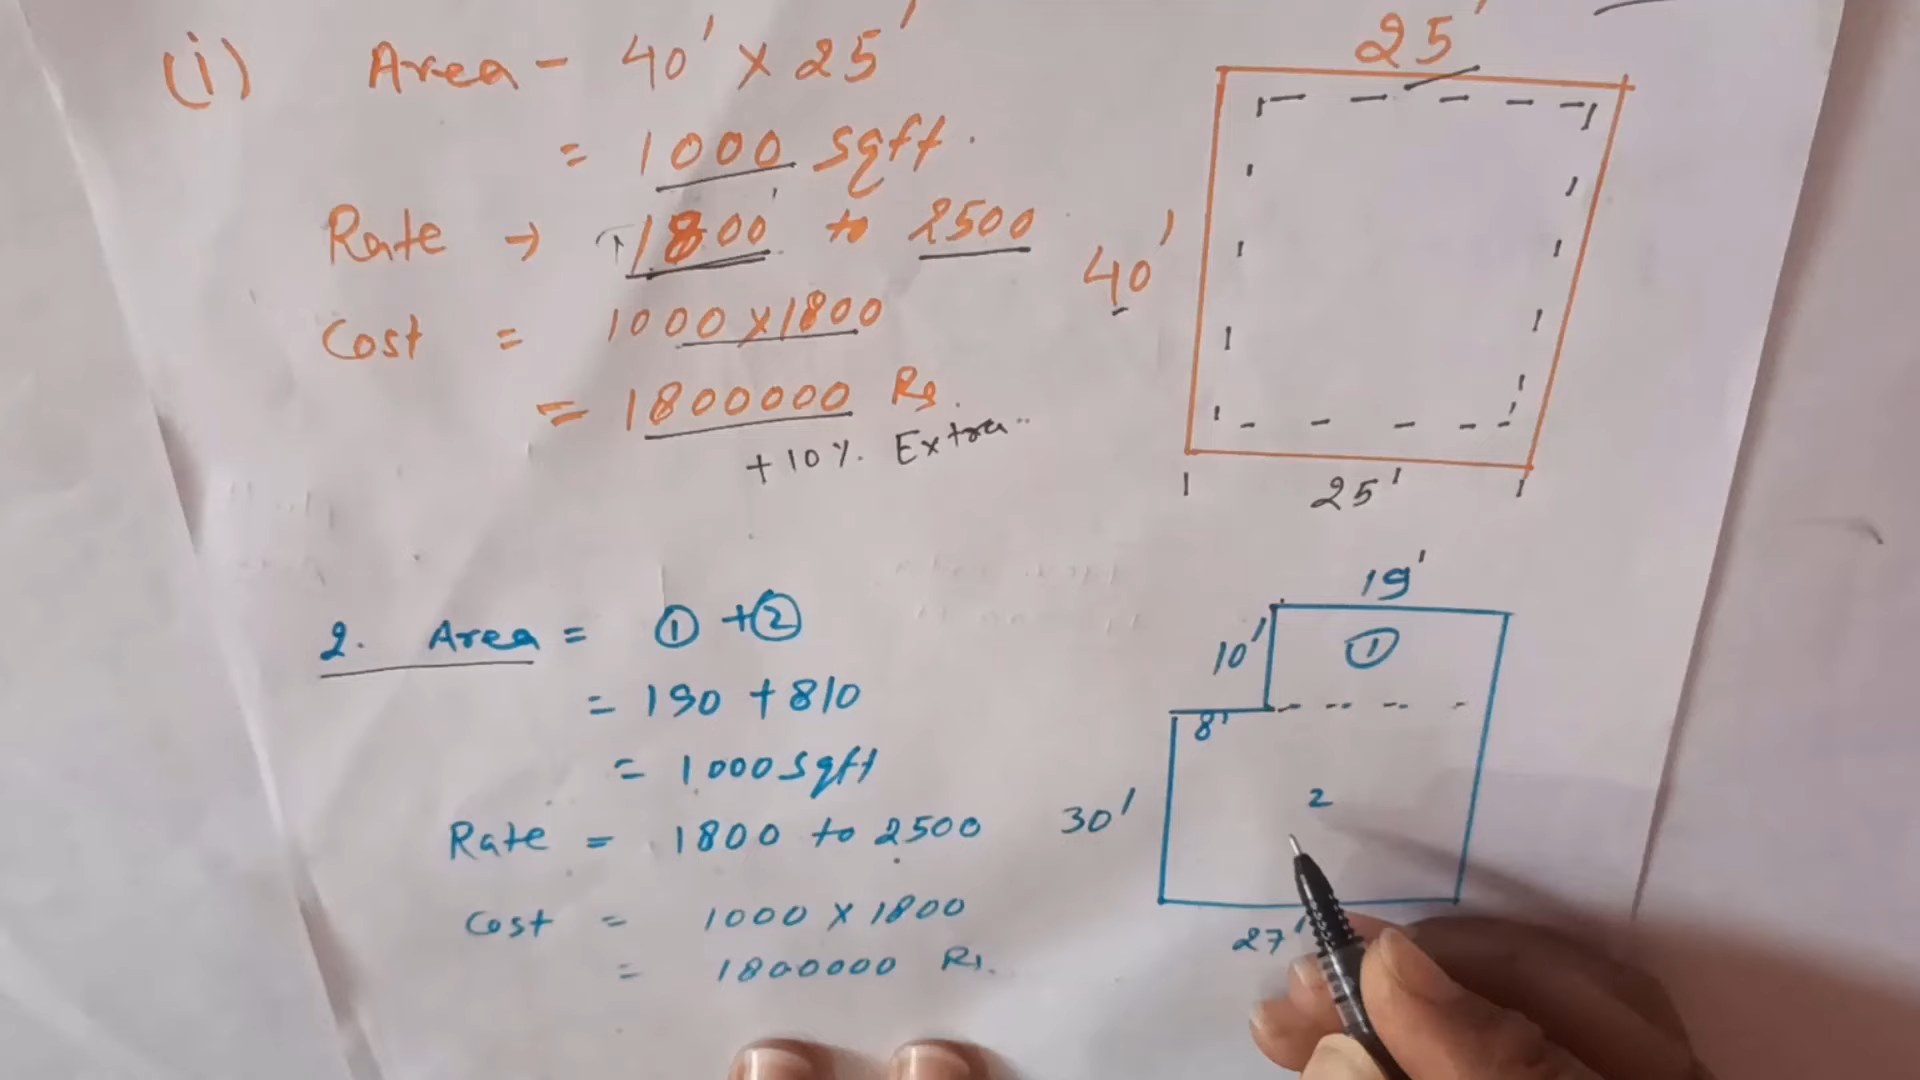 (i) Area - 40' x 25'
= 1000 sqft.
Rate → 1800' to 2500
Cost = 1000 x 1800
= 1800000 Rs.
+ 10%. Extra..
25'
40'
25'
2. Area = ① + ②
= 190 + 810
= 1000 sqft
Rate = 1800 to 2500
Cost = 1000 x 1800
= 1800000 Rs.
19'
10'
①
8'
2
30'
27'